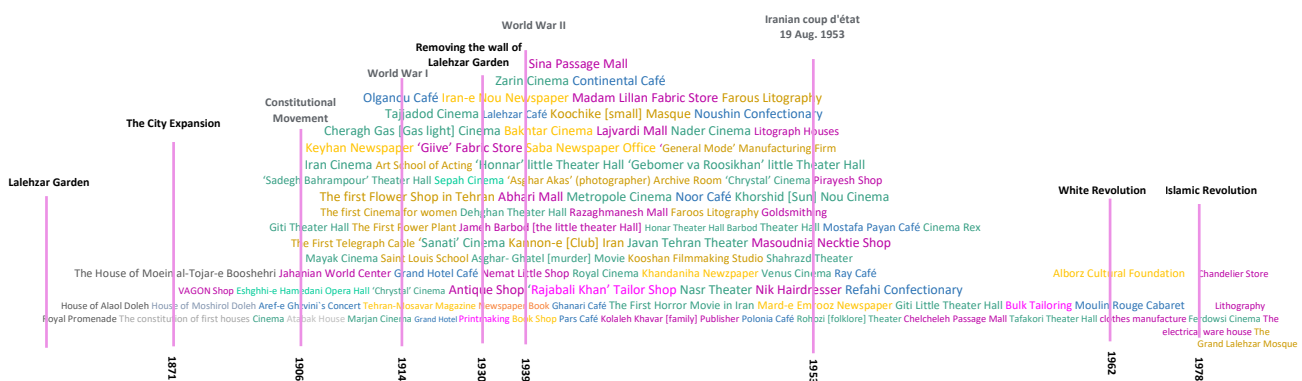 World War II
Iranian coup d'état
19 Aug. 1953
Removing the wall of
Lalehzar Garden
Sina Passage Mall
World War I
Zarin Cinema Continental Café
Olgandu Café Iran-e Nou Newspaper Madam Lillan Fabric Store Farous Litography
Constitutional
Movement
Tajjadod Cinema Lalehzar Café Koochike [small] Masque Noushin Confectionary
The City Expansion
Cheragh Gas [Gas light] Cinema Bakhtar Cinema Lajvardi Mall Nader Cinema Litograph Houses
Keyhan Newspaper 'Giive' Fabric Store Saba Newspaper Office 'General Mode' Manufacturing Firm
Iran Cinema Art School of Acting 'Honnar' little Theater Hall 'Gebomer va Roosikhan' little Theater Hall
Lalehzar Garden
'Sadegh Bahrampour' Theater Hall Sepah Cinema 'Asghar Akas' (photographer) Archive Room 'Chrystal' Cinema Pirayesh Shop
White Revolution
Islamic Revolution
The first Flower Shop in Tehran Abhari Mall Metropole Cinema Noor Café Khorshid [Sun] Nou Cinema
The first Cinema for women Dehghan Theater Hall Razaghmanesh Mall Faroos Litography Goldsmithing
Giti Theater Hall The First Power Plant Jameh Barbod [the little theater Hall] Honar Theater Hall Barbod Theater Hall Mostafa Payan Café Cinema Rex
The First Telegraph Cable 'Sanati' Cinema Kannon-e [Club] Iran Javan Tehran Theater Masoudnia Necktie Shop
Mayak Cinema Saint Louis School Asghar- Ghatel [murder] Movie Kooshan Filmmaking Studio Shahrazd Theater
The House of Moein al-Tojar-e Booshehri Jahanian World Center Grand Hotel Café Nemat Little Shop Royal Cinema Khandaniha Newzpaper Venus Cinema Ray Café
Alborz Cultural Foundation
Chandelier Store
VAGON Shop Eshghhi-e Hamedani Opera Hall 'Chrystal' Cinema Antique Shop 'Rajabali Khan' Tailor Shop Nasr Theater Nik Hairdresser Refahi Confectionary
House of Alaol Doleh House of Moshirol Doleh Aref-e Ghzvini`s Concert Tehran-Mosavar Magazine Newspaper Book Ghanari Café The First Horror Movie in Iran Mard-e Emrooz Newspaper Giti Little Theater Hall Bulk Tailoring Moulin Rouge Cabaret Lithography
Royal Promenade The constitution of first houses Cinema Atabak House Marjan Cinema Grand Hotel Printmaking Book Shop Pars Café Kolaleh Khavar [family] Publisher Polonia Café Rohozi [folklore] Theater Chelcheleh Passage Mall Tafakori Theater Hall clothes manufacture Ferdowsi Cinema The
electrical ware house The
Grand Lalehzar Mosque
1871
1906
1914
1930
1939
1953
1962
1978